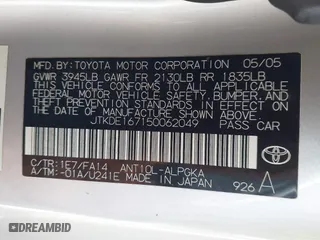 MFD. BY: TOYOTA MOTOR CORPORATION 05/05
GVWR 3945LB GAWR FR 2130LB RR 1835LB
THIS VEHICLE CONFORMS TO ALL APPLICABLE
FEDERAL MOTOR VEHICLE SAFETY,
BUMPER, AND THEFT PREVENTION STANDARDS
IN EFFECT ON THE DATE OF
MANUFACTURE SHOWN ABOVE.
JTKDE167150062049 PASS.CAR
C/TR:1E7/FA14 ANT10L-ALPGKA
A/TM:-01A/U241E MADE IN JAPAN
926 A
DEALERSHIP.COM